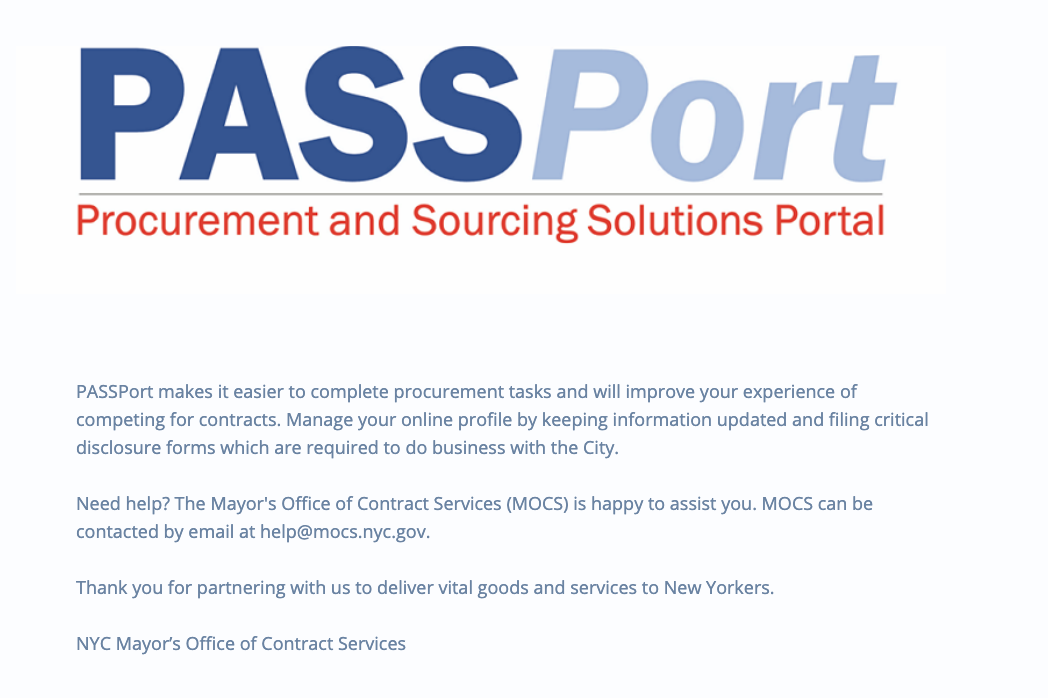 PASSPort
Procurement and Sourcing Solutions Portal
PASSPort makes it easier to complete procurement tasks and will improve your experience of
competing for contracts. Manage your online profile by keeping information updated and filing critical
disclosure forms which are required to do business with the City.
Need help? The Mayor's Office of Contract Services (MOCS) is happy to assist you. MOCS can be
contacted by email at help@mocs.nyc.gov.
Thank you for partnering with us to deliver vital goods and services to New Yorkers.
NYC Mayor’s Office of Contract Services